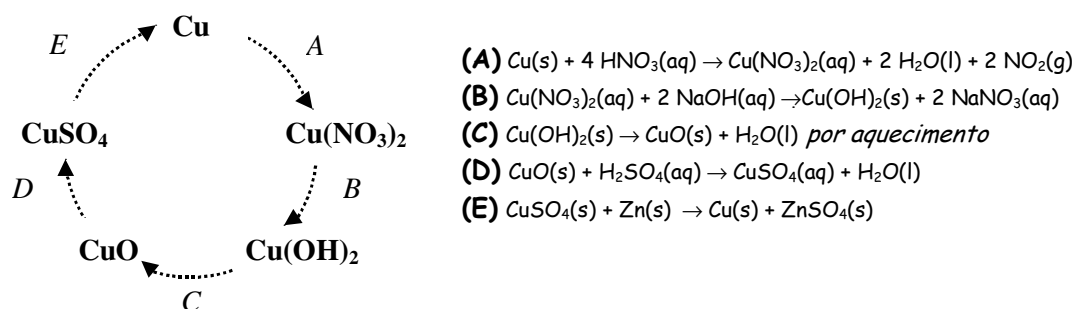 Cu
E
A
CuSO₄
Cu(NO₃)₂
D
B
CuO
Cu(OH)₂
C
(A) Cu(s) + 4 HNO₃(aq) → Cu(NO₃)₂(aq) + 2 H₂O(l) + 2 NO₂(g)
(B) Cu(NO₃)₂(aq) + 2 NaOH(aq) →Cu(OH)₂(s) + 2 NaNO₃(aq)
(C) Cu(OH)₂(s) → CuO(s) + H₂O(l) por aquecimento
(D) CuO(s) + H₂SO₄(aq) → CuSO₄(aq) + H₂O(l)
(E) CuSO₄(s) + Zn(s) → Cu(s) + ZnSO₄(s)